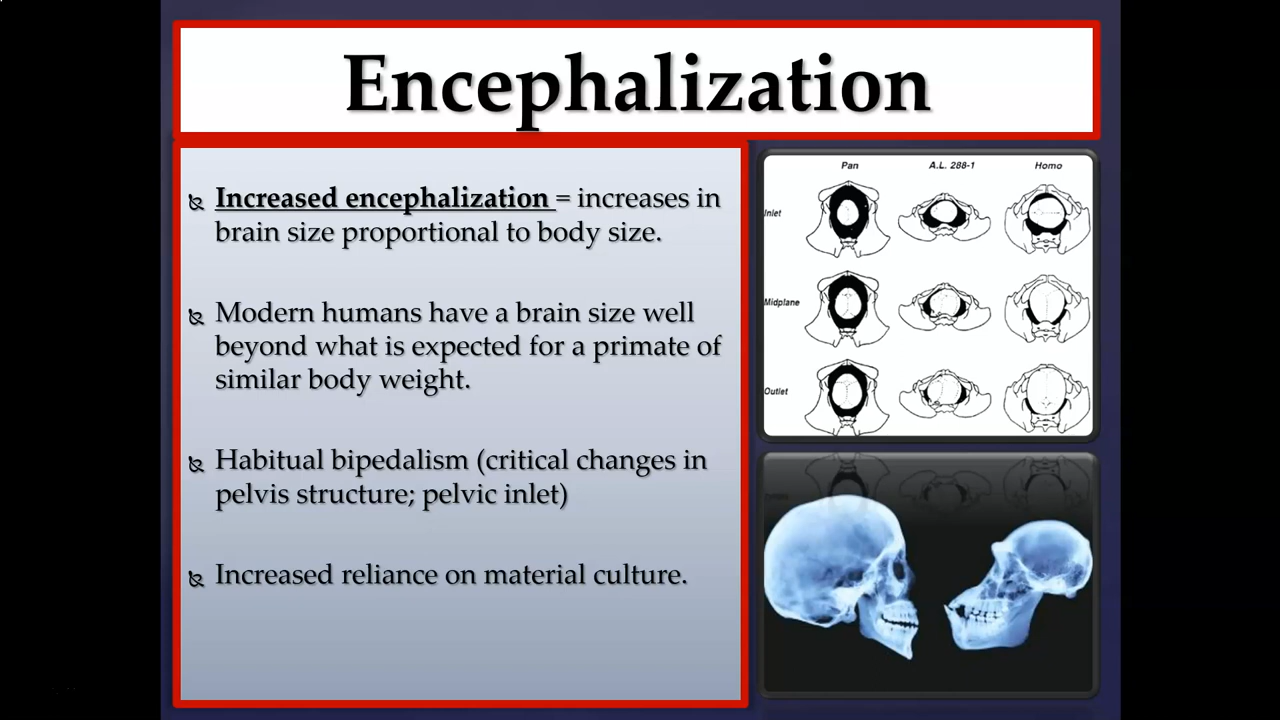 Encephalization
Increased encephalization = increases in
brain size proportional to body size.
Modern humans have a brain size well
beyond what is expected for a primate of
similar body weight.
Habitual bipedalism (critical changes in
pelvis structure; pelvic inlet)
Increased reliance on material culture.
Pan A.L. 288-1 Homo
Inlet
Midplane
Outlet